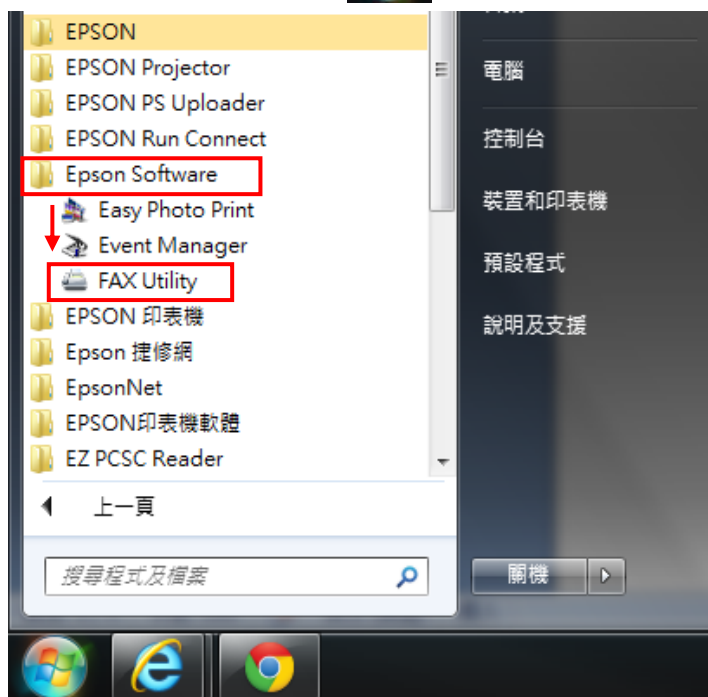 EPSON
EPSON Projector
EPSON PS Uploader
EPSON Run Connect
Epson Software
Easy Photo Print
Event Manager
FAX Utility
EPSON 印表機
Epson 捷修網
EpsonNet
EPSON印表機軟體
EZ PCSC Reader
上一頁
搜尋程式及檔案
電腦
控制台
裝置和印表機
預設程式
說明及支援
關機